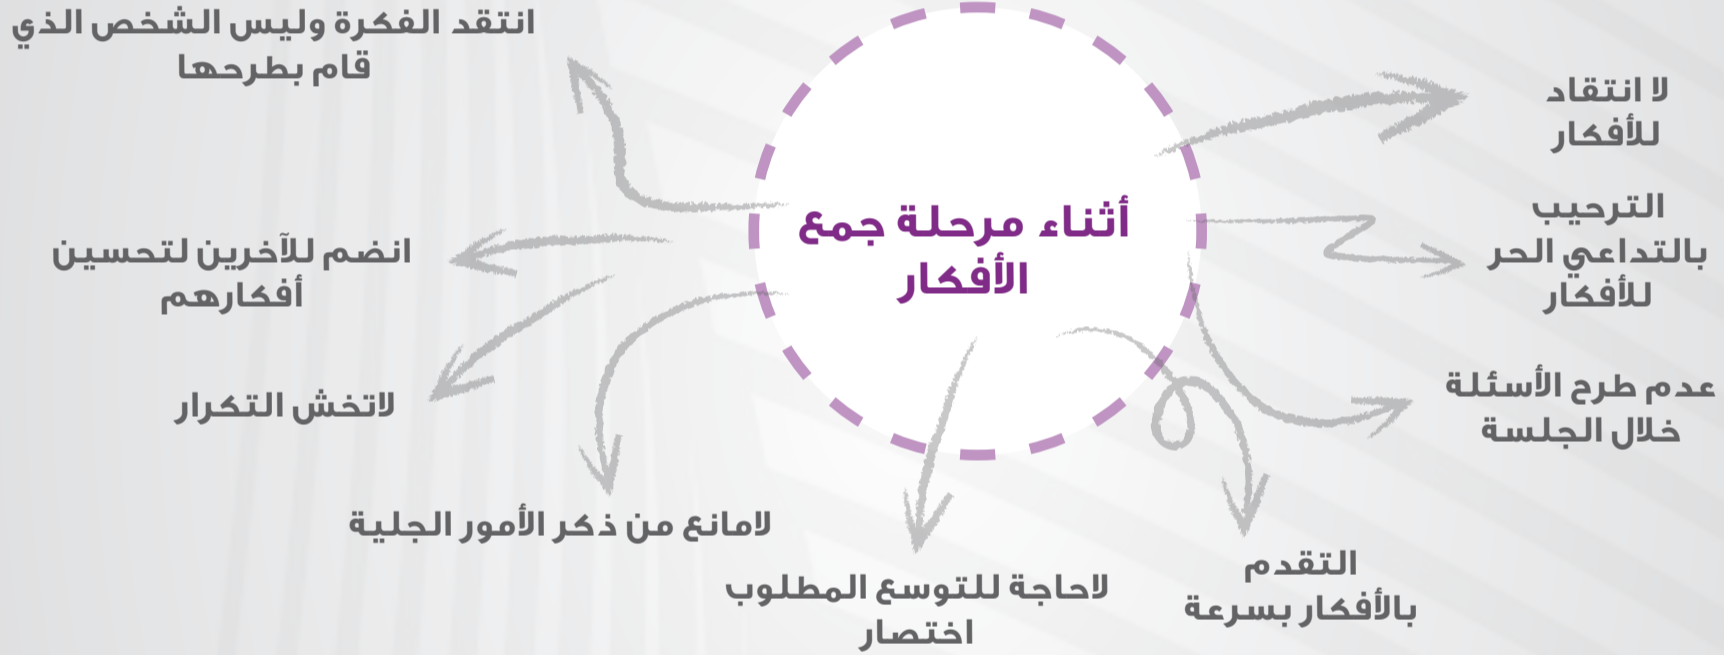 أثناء مرحلة جمع
الأفكار
لا انتقاد
للأفكار
الترحيب
بالتداعي الحر
للأفكار
عدم طرح الأسئلة
خلال الجلسة
التقدم
بالأفكار بسرعة
لاحاجة للتوسع المطلوب
اختصار
لامانع من ذكر الأمور الجلية
لاتخش التكرار
انضم للآخرين لتحسين
أفكارهم
انتقد الفكرة وليس الشخص الذي
قام بطرحها